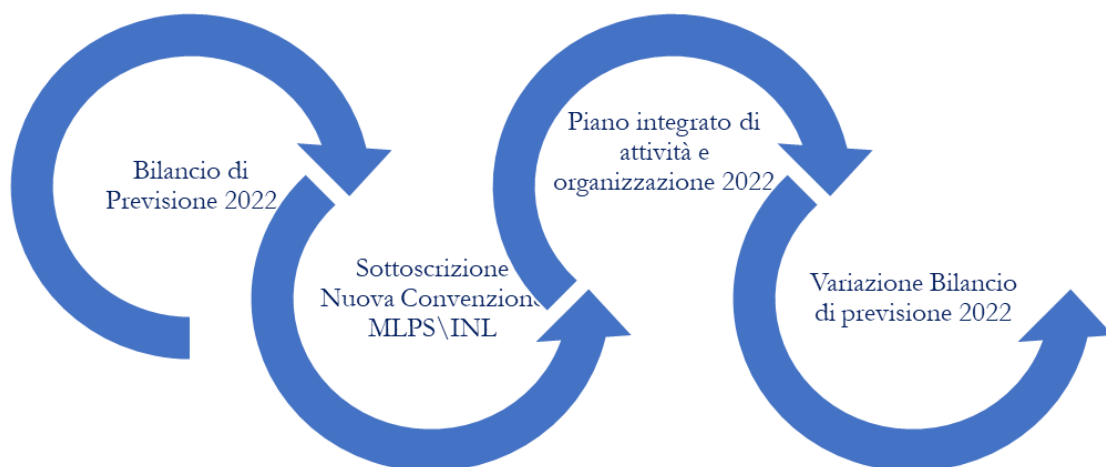 Bilancio di
Previsione 2022
Sottoscrizione
Nuova Convenzione
MLPS\INL
Piano integrato di
attività e
organizzazione 2022
Variazione Bilancio
di previsione 2022